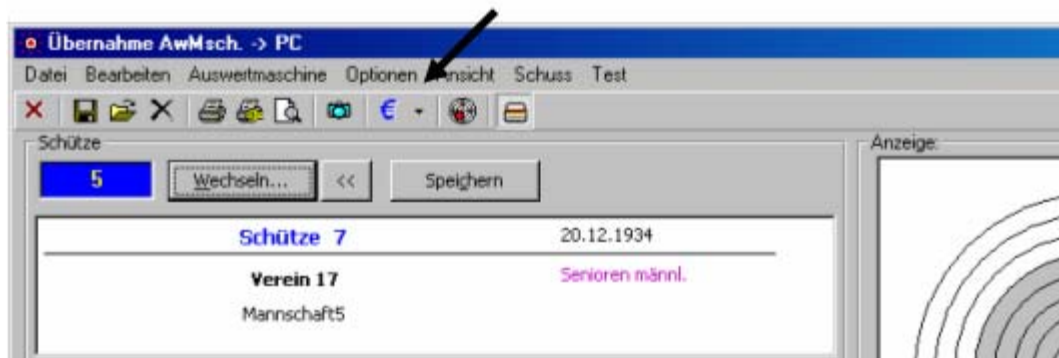 Übernahme AwMsch. -> PC
Datei Bearbeiten Auswertmaschine Optionen Ansicht Schuss Test
€
Schütze Anzeige:
5 Wechseln... << Speichern
Schütze 7 20.12.1934
Verein 17 Senioren männl.
Mannschaft5